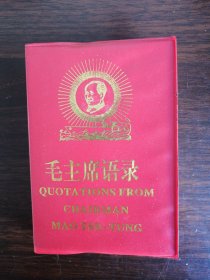 毛主席语录
QUOTATIONS FROM
CHAIRMAN
MAO TSE-TUNG